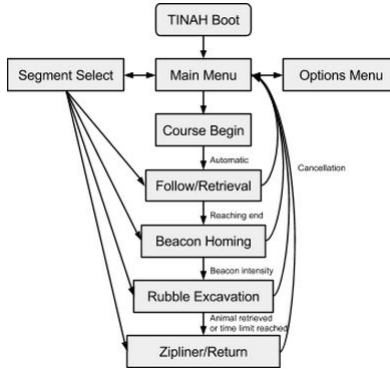 TINAH Boot
Segment Select
Main Menu
Options Menu
Course Begin
Automatic
Cancellation
Follow/Retrieval
Reaching end
Beacon Homing
Beacon intensity
Rubble Excavation
Animal retrieved
or time limit reached
Zipliner/Return